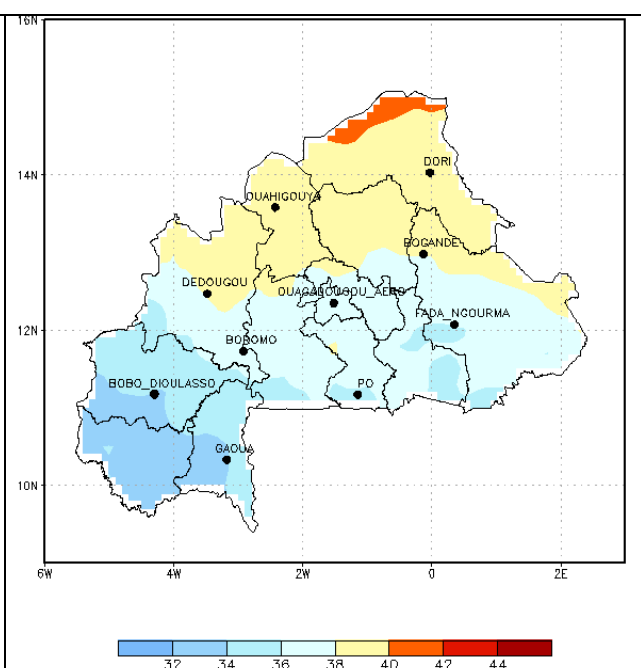 16N
14N
DORI
OUAHIGOUYA
BOGANDE
DEDOUGOU
OUAGADOUGOU_AERO
12N
FADA_NGOURMA
BOROMO
BOBO_DIOULASSO
PO
GAOUA
10N
6W 4W 2W 0 2E
32 34 36 38 40 42 44